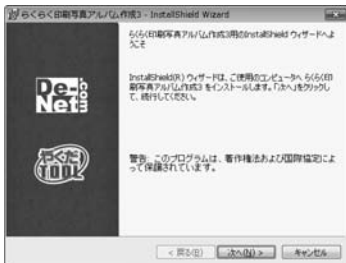 らくらく印刷写真アルバム作成3 - InstallShield Wizard
らくらく印刷写真アルバム作成3用のInstallShield ウィザードへよ
うこそ
InstallShield(R) ウィザードは、ご使用のコンピュータへ らくらく印
刷写真アルバム作成3 をインストールします。「次へ」をクリックし
て、続行してください。
De-
Net.com
やくだつ
TOOL
警告: このプログラムは、著作権法および国際協定によ
って保護されています。
< 戻る(B)
次へ(N) >
キャンセル